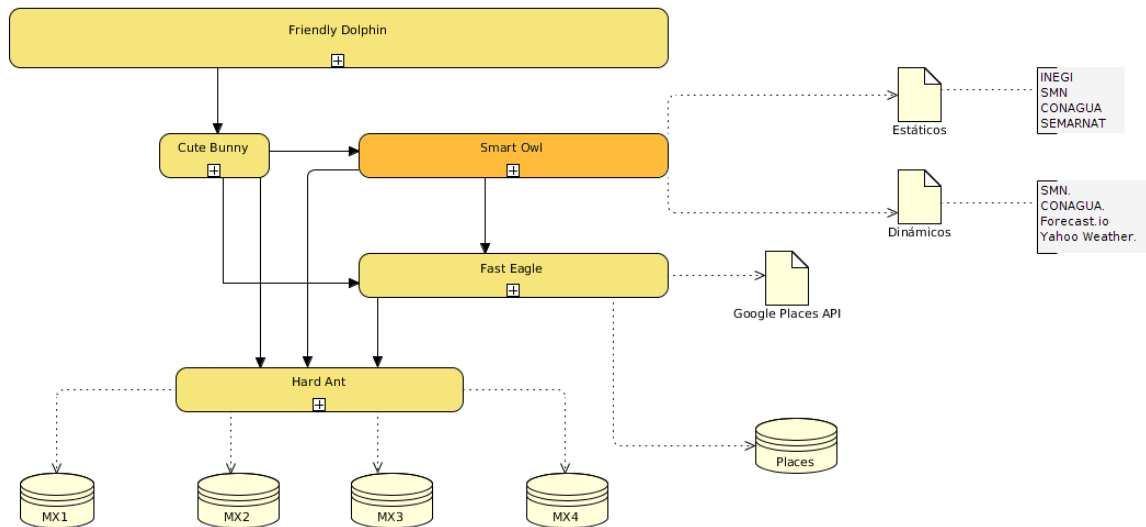 Friendly Dolphin
INEGI
SMN
CONAGUA
SEMARNAT
Estáticos
Cute Bunny
Smart Owl
SMN.
CONAGUA.
Forecast.io
Yahoo Weather.
Dinámicos
Fast Eagle
Google Places API
Hard Ant
Places
MX1
MX2
MX3
MX4